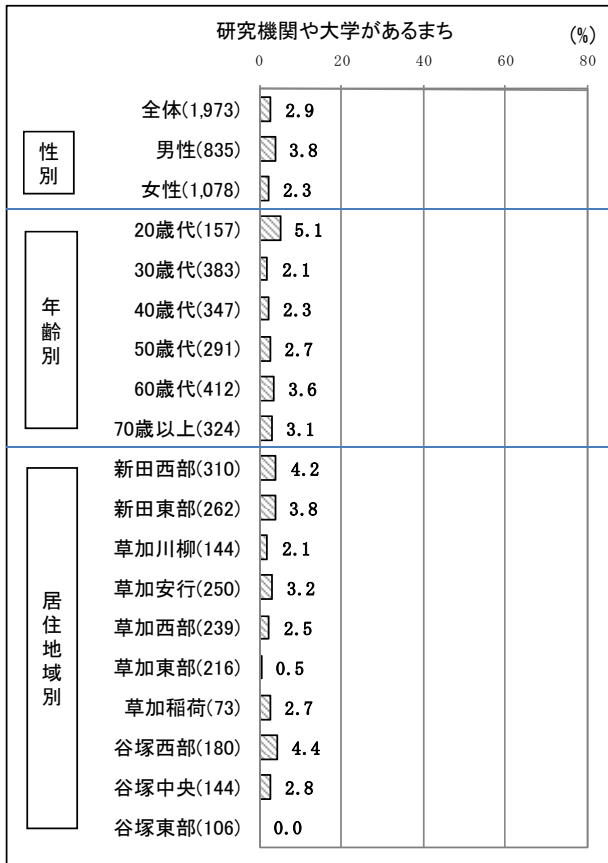 研究機関や大学があるまち (%)
0 20 40 60 80
全体(1,973) 2.9
性別
男性(835) 3.8
女性(1,078) 2.3
年齢別
20歳代(157) 5.1
30歳代(383) 2.1
40歳代(347) 2.3
50歳代(291) 2.7
60歳代(412) 3.6
70歳以上(324) 3.1
居住地域別
新田西部(310) 4.2
新田東部(262) 3.8
草加川柳(144) 2.1
草加安行(250) 3.2
草加西部(239) 2.5
草加東部(216) 0.5
草加稲荷(73) 2.7
谷塚西部(180) 4.4
谷塚中央(144) 2.8
谷塚東部(106) 0.0